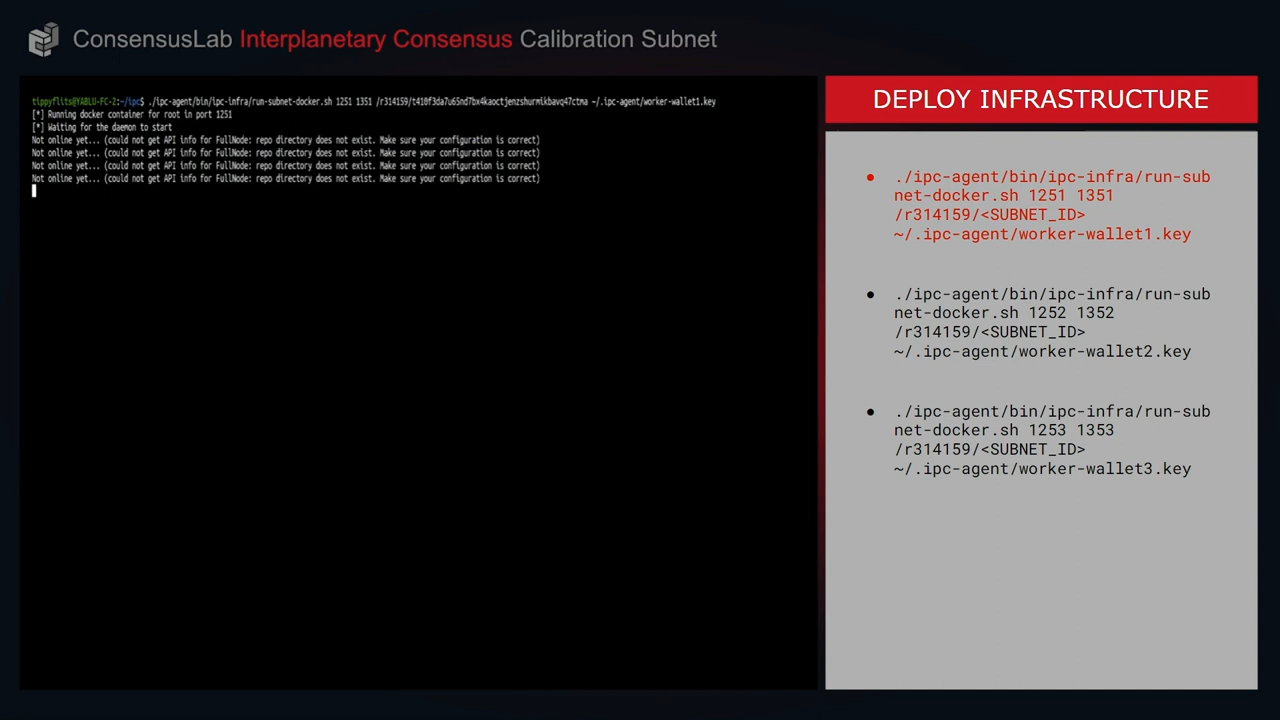 ConsensusLab Interplanetary Consensus Calibration Subnet
tippyflits@YABLU-FC-2:~/ipc$ ./ipc-agent/bin/ipc-infra/run-subnet-docker.sh 1251 1351 /r314159/t410f3da7u65nd7bx4kaoctjenzshurmikbavq47ctma ~/.ipc-agent/worker-wallet1.key
[*] Running docker container for root in port 1251
[*] Waiting for the daemon to start
Not online yet... (could not get API info for FullNode: repo directory does not exist. Make sure your configuration is correct)
Not online yet... (could not get API info for FullNode: repo directory does not exist. Make sure your configuration is correct)
Not online yet... (could not get API info for FullNode: repo directory does not exist. Make sure your configuration is correct)
Not online yet... (could not get API info for FullNode: repo directory does not exist. Make sure your configuration is correct)
DEPLOY INFRASTRUCTURE
● ./ipc-agent/bin/ipc-infra/run-sub
net-docker.sh 1251 1351
/r314159/<SUBNET_ID>
~/.ipc-agent/worker-wallet1.key
● ./ipc-agent/bin/ipc-infra/run-sub
net-docker.sh 1252 1352
/r314159/<SUBNET_ID>
~/.ipc-agent/worker-wallet2.key
● ./ipc-agent/bin/ipc-infra/run-sub
net-docker.sh 1253 1353
/r314159/<SUBNET_ID>
~/.ipc-agent/worker-wallet3.key